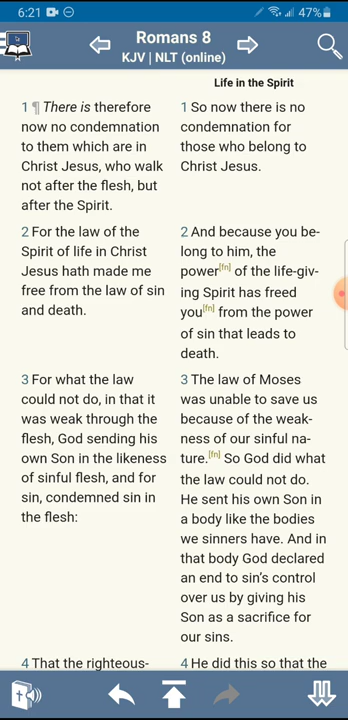 6:21
47%
Romans 8
KJV | NLT (online)
Life in the Spirit
1 ¶ There is therefore
now no condemnation
to them which are in
Christ Jesus, who walk
not after the flesh, but
after the Spirit.
1 So now there is no
condemnation for
those who belong to
Christ Jesus.
2 For the law of the
Spirit of life in Christ
Jesus hath made me
free from the law of sin
and death.
2 And because you be-
long to him, the
power[fn] of the life-giv-
ing Spirit has freed
you[fn] from the power
of sin that leads to
death.
3 For what the law
could not do, in that it
was weak through the
flesh, God sending his
own Son in the likeness
of sinful flesh, and for
sin, condemned sin in
the flesh:
3 The law of Moses
was unable to save us
because of the weak-
ness of our sinful na-
ture.[fn] So God did what
the law could not do.
He sent his own Son in
a body like the bodies
we sinners have. And in
that body God declared
an end to sin’s control
over us by giving his
Son as a sacrifice for
our sins.
4 That the righteous-
4 He did this so that the